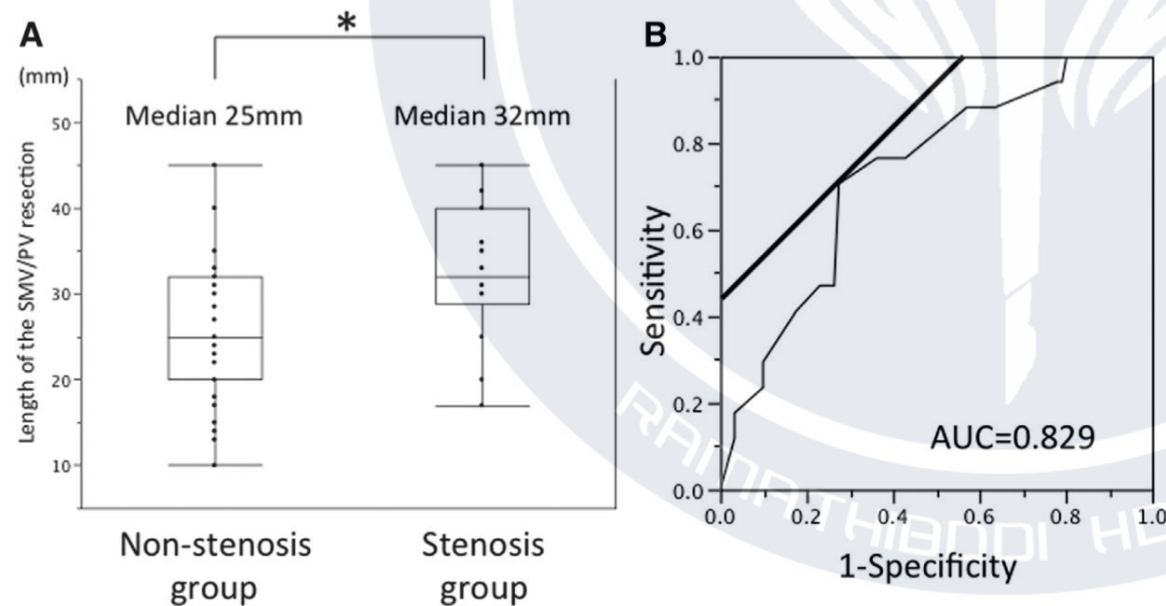 A
*
(mm)
Median 25mm
Median 32mm
50
40
30
20
10
Length of the SMV/PV resection
Non-stenosis
group
Stenosis
group
B
1.0
0.8
0.6
0.4
0.2
0.0
Sensitivity
AUC=0.829
0.0 0.2 0.4 0.6 0.8 1.0
1-Specificity
RAMATHIBODI HO